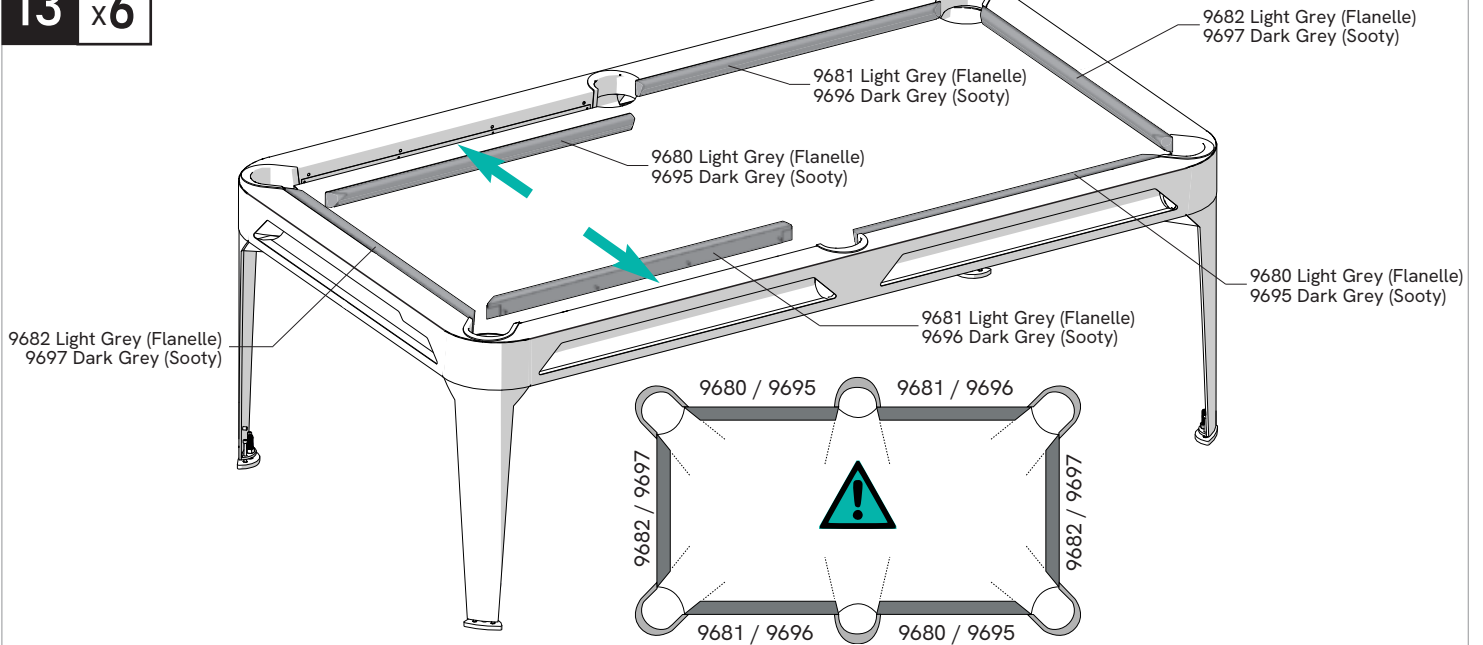 13 x6
9682 Light Grey (Flanelle)
9697 Dark Grey (Sooty)
9681 Light Grey (Flanelle)
9696 Dark Grey (Sooty)
9680 Light Grey (Flanelle)
9695 Dark Grey (Sooty)
9680 Light Grey (Flanelle)
9695 Dark Grey (Sooty)
9681 Light Grey (Flanelle)
9696 Dark Grey (Sooty)
9682 Light Grey (Flanelle)
9697 Dark Grey (Sooty)
9680 / 9695
9681 / 9696
9682 / 9697
9682 / 9697
9681 / 9696
9680 / 9695